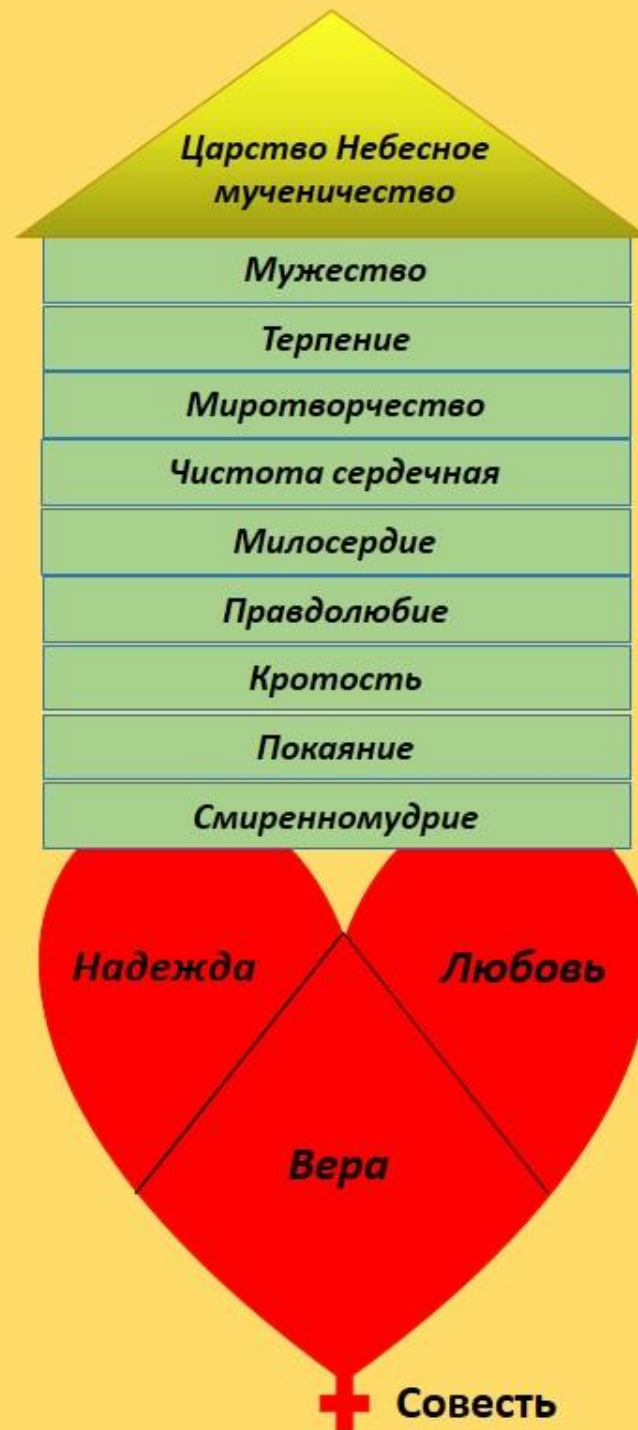 Царство Небесное
мученичество
Мужество
Терпение
Миротворчество
Чистота сердечная
Милосердие
Правдолюбие
Кротость
Покаяние
Смиренномудрие
Надежда
Любовь
Вера
Совесть